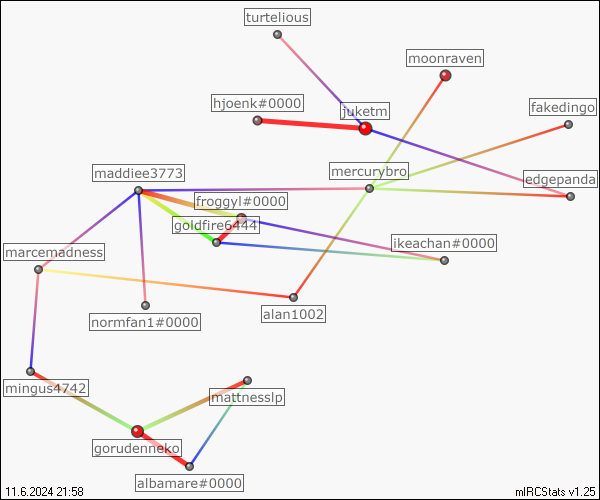 turtelious
moonraven
hjoenk#0000
juketm
fakedingo
maddiee3773
mercurybro
edgepanda
froggyl#0000
goldfire6444
ikeachan#0000
marcemadness
normfan1#0000
alan1002
mingus4742
mattnesslp
gorudenneko
albamare#0000
11.6.2024 21:58
mIRCStats v1.25